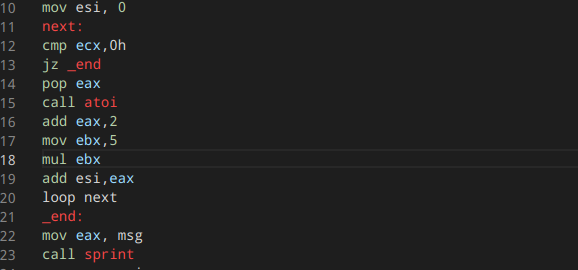 10 mov esi, 0
11 next:
12 cmp ecx,0h
13 jz _end
14 pop eax
15 call atoi
16 add eax,2
17 mov ebx,5
18 mul ebx
19 add esi,eax
20 loop next
21 _end:
22 mov eax, msg
23 call sprint